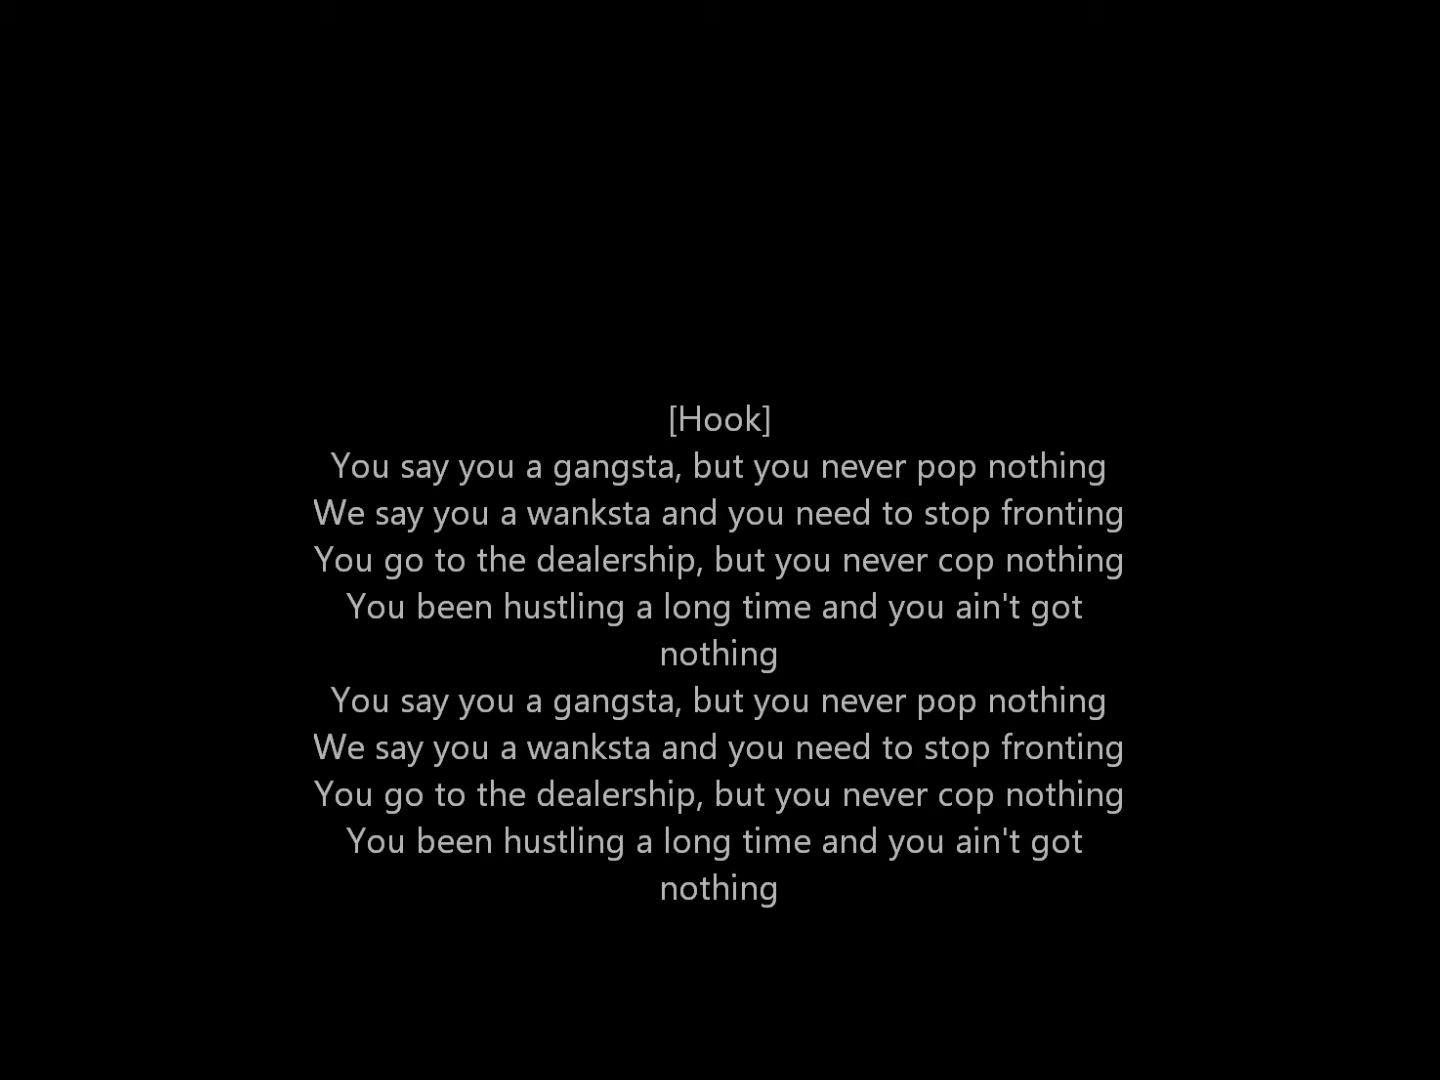 [Hook]
You say you a gangsta, but you never pop nothing
We say you a wanksta and you need to stop fronting
You go to the dealership, but you never cop nothing
You been hustling a long time and you ain't got
nothing
You say you a gangsta, but you never pop nothing
We say you a wanksta and you need to stop fronting
You go to the dealership, but you never cop nothing
You been hustling a long time and you ain't got
nothing